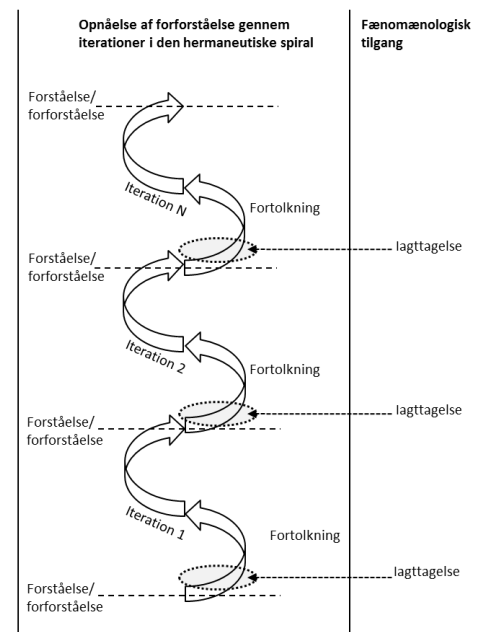 Opnåelse af forforståelse gennem
iterationer i den hermaneutiske spiral
Fænomænologisk
tilgang
Forståelse/
forforståelse
Iteration N
Fortolkning
Iagttagelse
Forståelse/
forforståelse
Iteration 2
Fortolkning
Iagttagelse
Forståelse/
forforståelse
Iteration 1
Fortolkning
Iagttagelse
Forståelse/
forforståelse